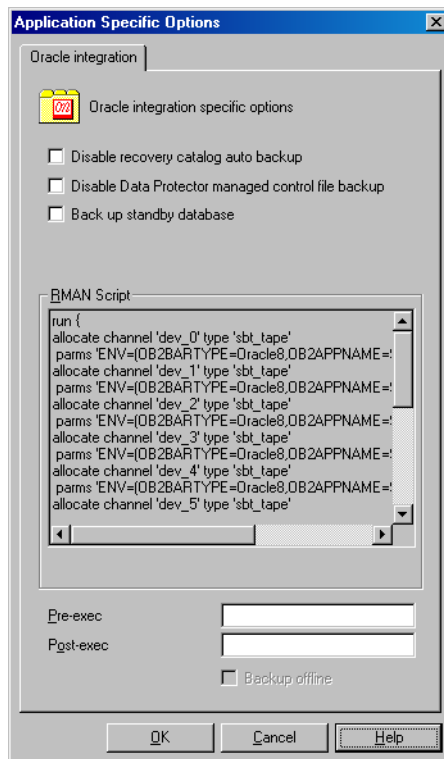 Application Specific Options
Oracle integration
Oracle integration specific options
Disable recovery catalog auto backup
Disable Data Protector managed control file backup
Back up standby database
RMAN Script
run {
allocate channel 'dev_0' type 'sbt_tape'
parms 'ENV=(OB2BARTYPE=Oracle8,OB2APPNAME=
allocate channel 'dev_1' type 'sbt_tape'
parms 'ENV=(OB2BARTYPE=Oracle8,OB2APPNAME=
allocate channel 'dev_2' type 'sbt_tape'
parms 'ENV=(OB2BARTYPE=Oracle8,OB2APPNAME=
allocate channel 'dev_3' type 'sbt_tape'
parms 'ENV=(OB2BARTYPE=Oracle8,OB2APPNAME=
allocate channel 'dev_4' type 'sbt_tape'
parms 'ENV=(OB2BARTYPE=Oracle8,OB2APPNAME=
allocate channel 'dev_5' type 'sbt_tape'
Pre-exec
Post-exec
Backup offline
OK Cancel Help